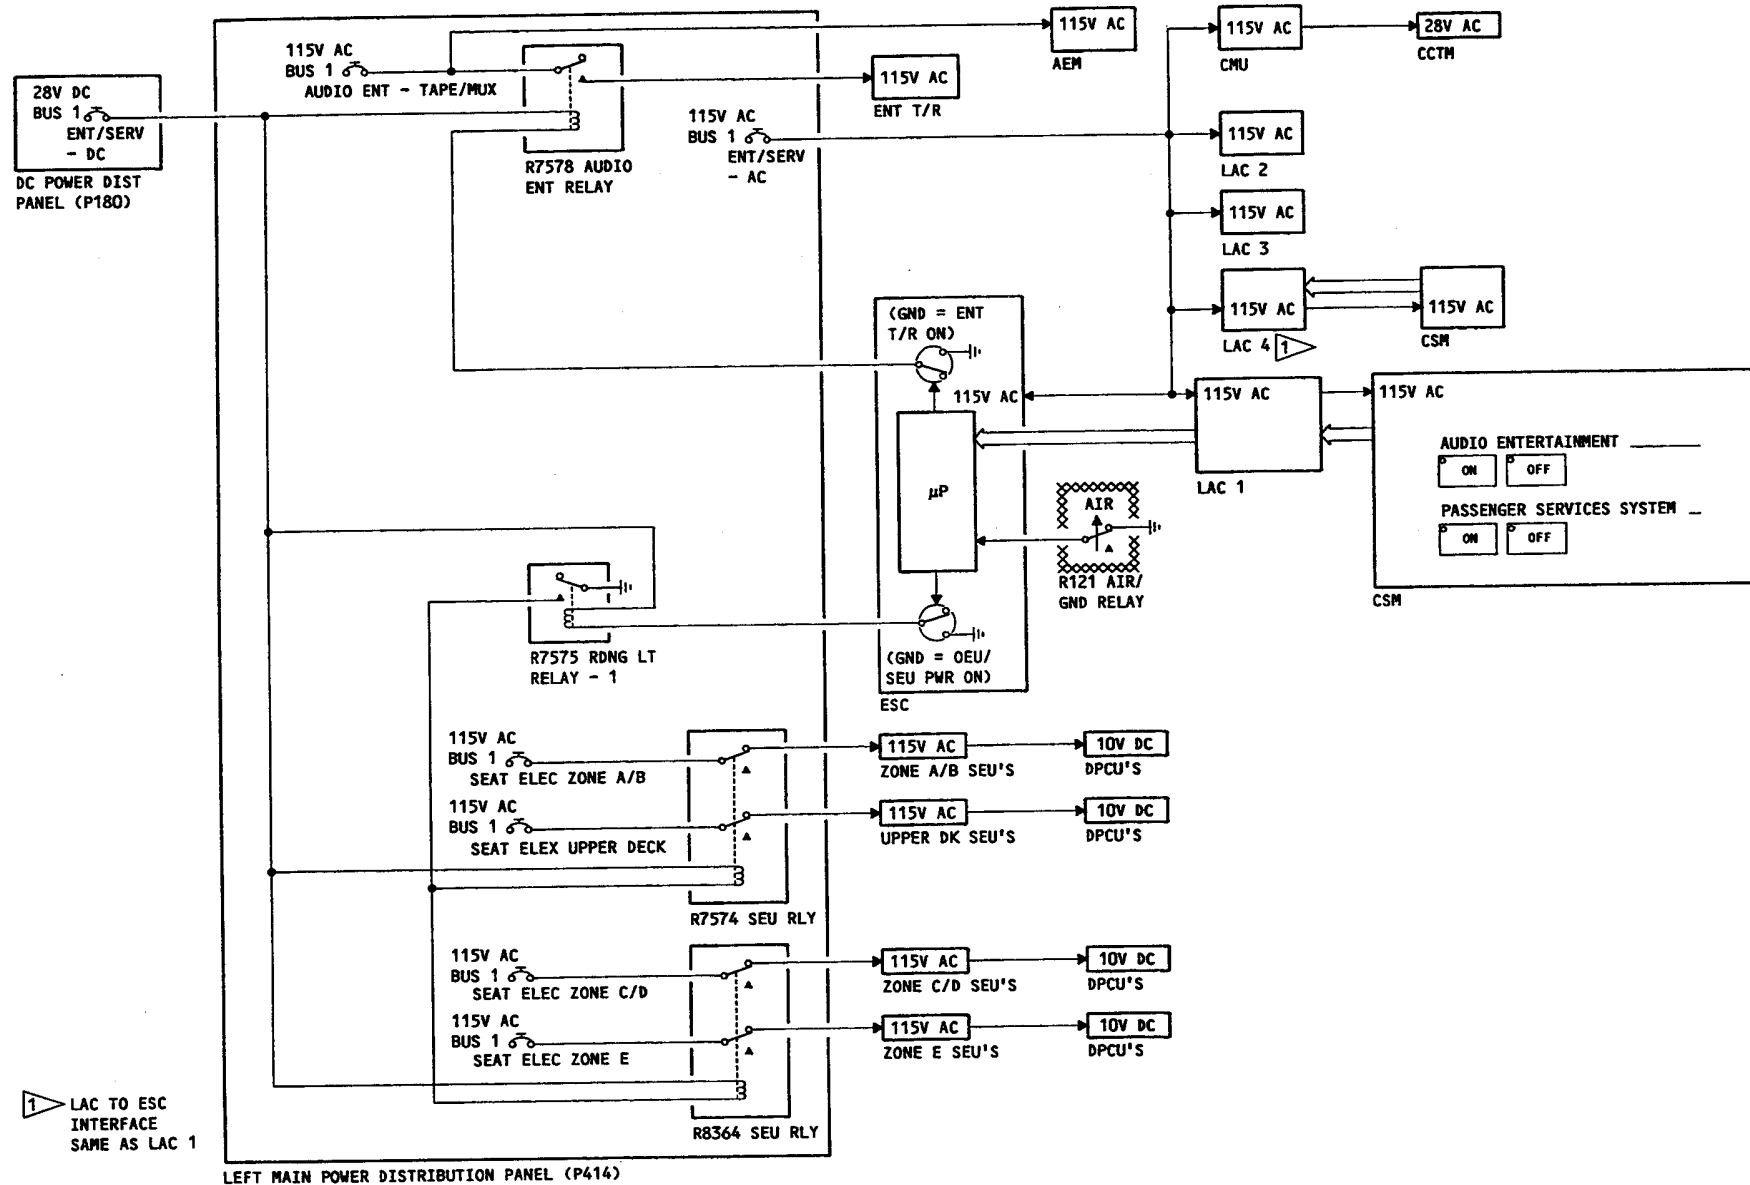 115V AC
BUS 1
AUDIO ENT - TAPE/MUX
28V DC
BUS 1
ENT/SERV
- DC
DC POWER DIST
PANEL (P180)
R7578 AUDIO
ENT RELAY
115V AC
AEM
115V AC
ENT T/R
115V AC
BUS 1
ENT/SERV
- AC
115V AC
CMU
28V AC
CCTM
115V AC
LAC 2
115V AC
LAC 3
115V AC
LAC 4
1
115V AC
CSM
(GND = ENT
T/R ON)
115V AC
µP
(GND = OEU/
SEU PWR ON)
ESC
115V AC
LAC 1
AIR
R121 AIR/
GND RELAY
115V AC
AUDIO ENTERTAINMENT
ON
OFF
PASSENGER SERVICES SYSTEM
ON
OFF
CSM
R7575 RDNG LT
RELAY - 1
115V AC
BUS 1
SEAT ELEC ZONE A/B
115V AC
BUS 1
SEAT ELEX UPPER DECK
R7574 SEU RLY
115V AC
ZONE A/B SEU'S
10V DC
DPCU'S
115V AC
UPPER DK SEU'S
10V DC
DPCU'S
115V AC
BUS 1
SEAT ELEC ZONE C/D
115V AC
BUS 1
SEAT ELEC ZONE E
R8364 SEU RLY
115V AC
ZONE C/D SEU'S
10V DC
DPCU'S
115V AC
ZONE E SEU'S
10V DC
DPCU'S
1
LAC TO ESC
INTERFACE
SAME AS LAC 1
LEFT MAIN POWER DISTRIBUTION PANEL (P414)